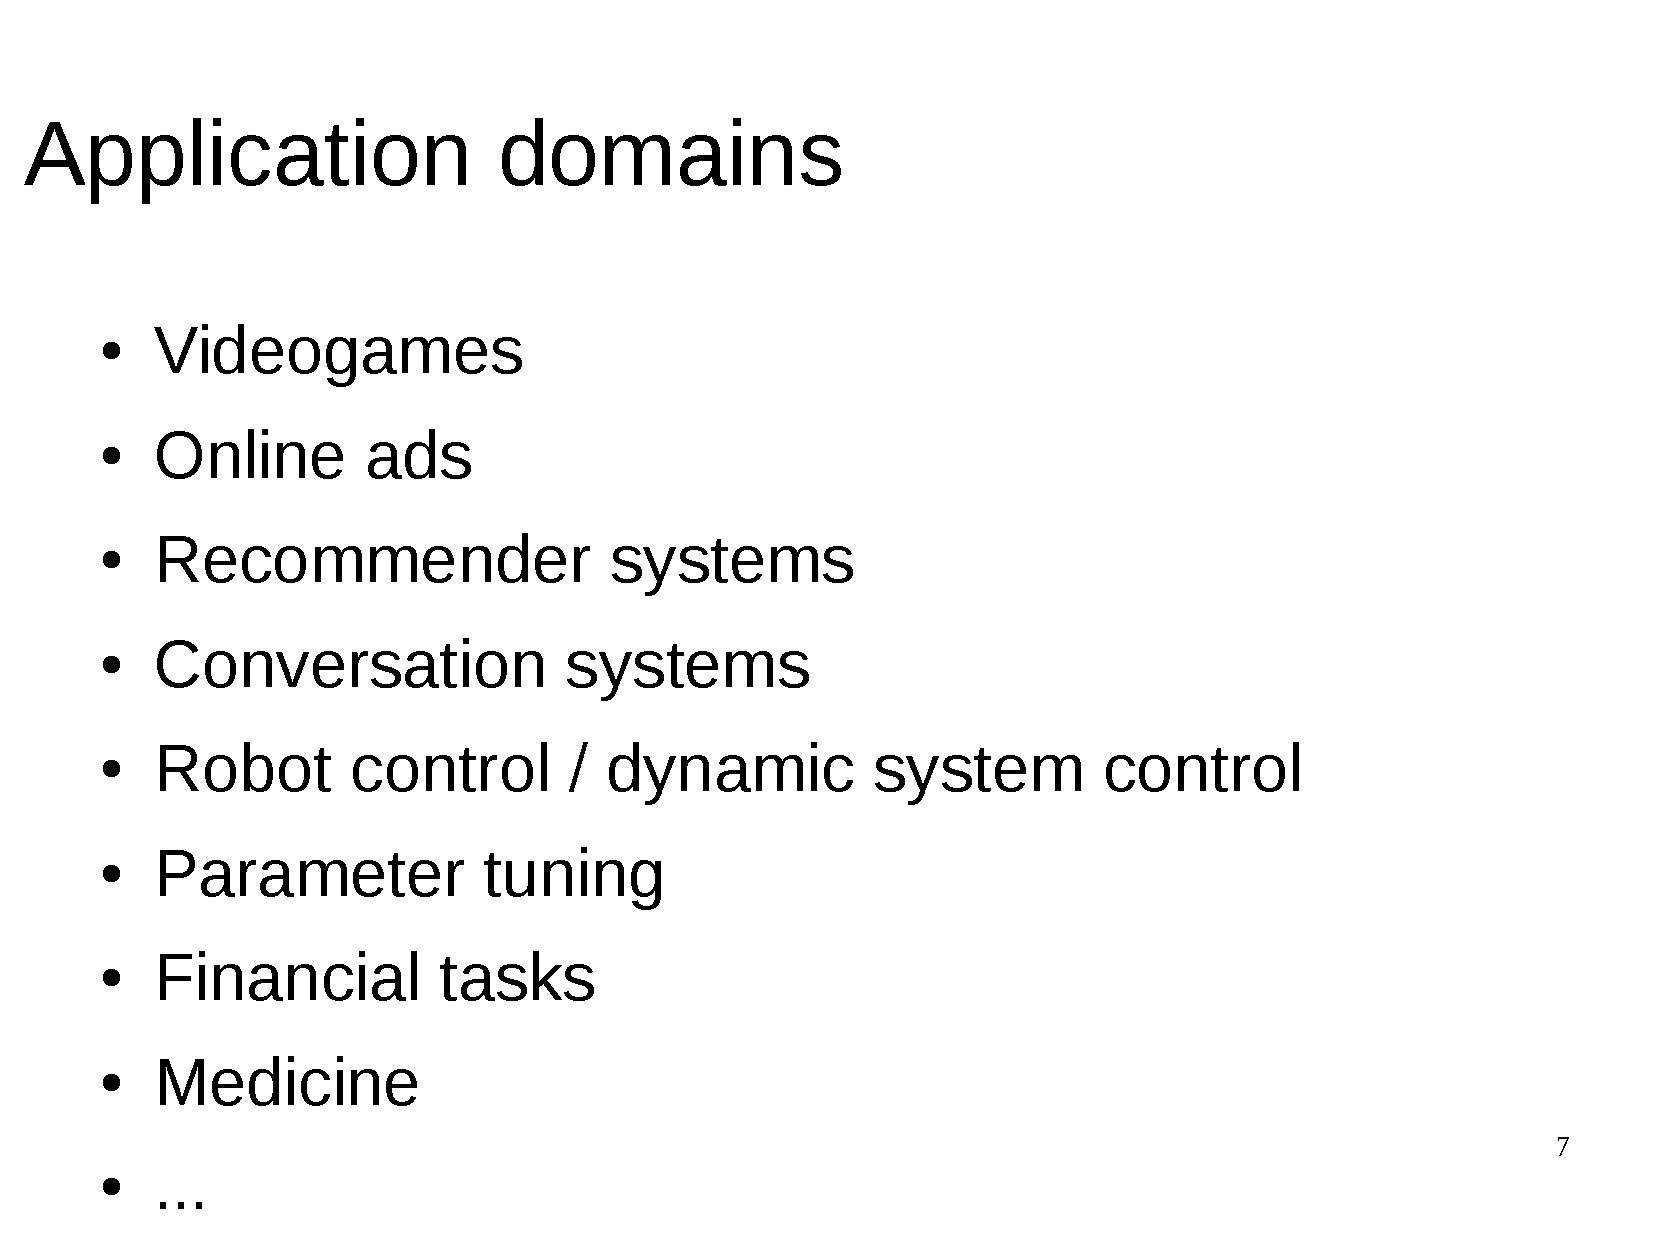 Application domains
• Videogames
• Online ads
• Recommender systems
• Conversation systems
• Robot control / dynamic system control
• Parameter tuning
• Financial tasks
• Medicine
7
• ...